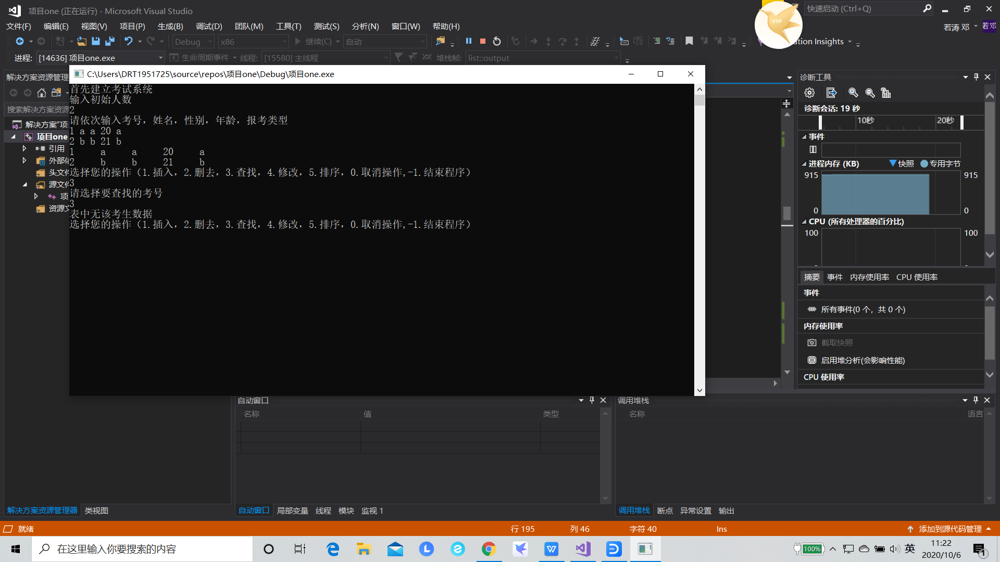 项目one (正在运行) - Microsoft Visual Studio
快速启动 (Ctrl+Q)
文件(F) 编辑(E) 视图(V) 项目(P) 生成(B) 调试(D) 团队(M) 工具(T) 测试(S) 分析(N) 窗口(W) 帮助(H)
VIP
若涛 邓
若邓
Debug x86 继续(C) 自动
ation Insights
进程: [14636] 项目one.exe 生命周期事件 线程: [15580] 主线程 堆栈帧: list::output
解决方案资源管理
搜索解决方案资源
解决方案"项
项目one
引用
外部依
头文件
源文件
项
资源文
C:\Users\DRT1951725\source\repos\项目one\Debug\项目one.exe
首先建立考试系统
输入初始人数
2
请依次输入考号，姓名，性别，年龄，报考类型
1 a a 20 a
2 b b 21 b
1 a a 20 a
2 b b 21 b
选择您的操作（1.插入，2.删去，3.查找，4.修改，5.排序，0.取消操作,-1.结束程序）
3
请选择要查找的考号
3
表中无该考生数据
选择您的操作（1.插入，2.删去，3.查找，4.修改，5.排序，0.取消操作,-1.结束程序）
诊断工具
诊断会话: 19 秒
10秒 20秒
事件
进程内存 (KB) 快照 专用字节
915 915
0 0
CPU (所有处理器的百分比)
100 100
摘要 事件 内存使用率 CPU 使用率
事件
所有事件(0 个，共 0 个)
内存使用率
截取快照
启用堆分析(会影响性能)
CPU 使用率
自动窗口
名称 值 类型
调用堆栈
名称 语言
解决方案资源管理器 类视图
自动窗口 局部变量 线程 模块 监视 1
调用堆栈 断点 异常设置 输出
就绪
行 195 列 46 字符 40 Ins
添加到源代码管理
在这里输入你要搜索的内容
100%
英
11:22
2020/10/6
1